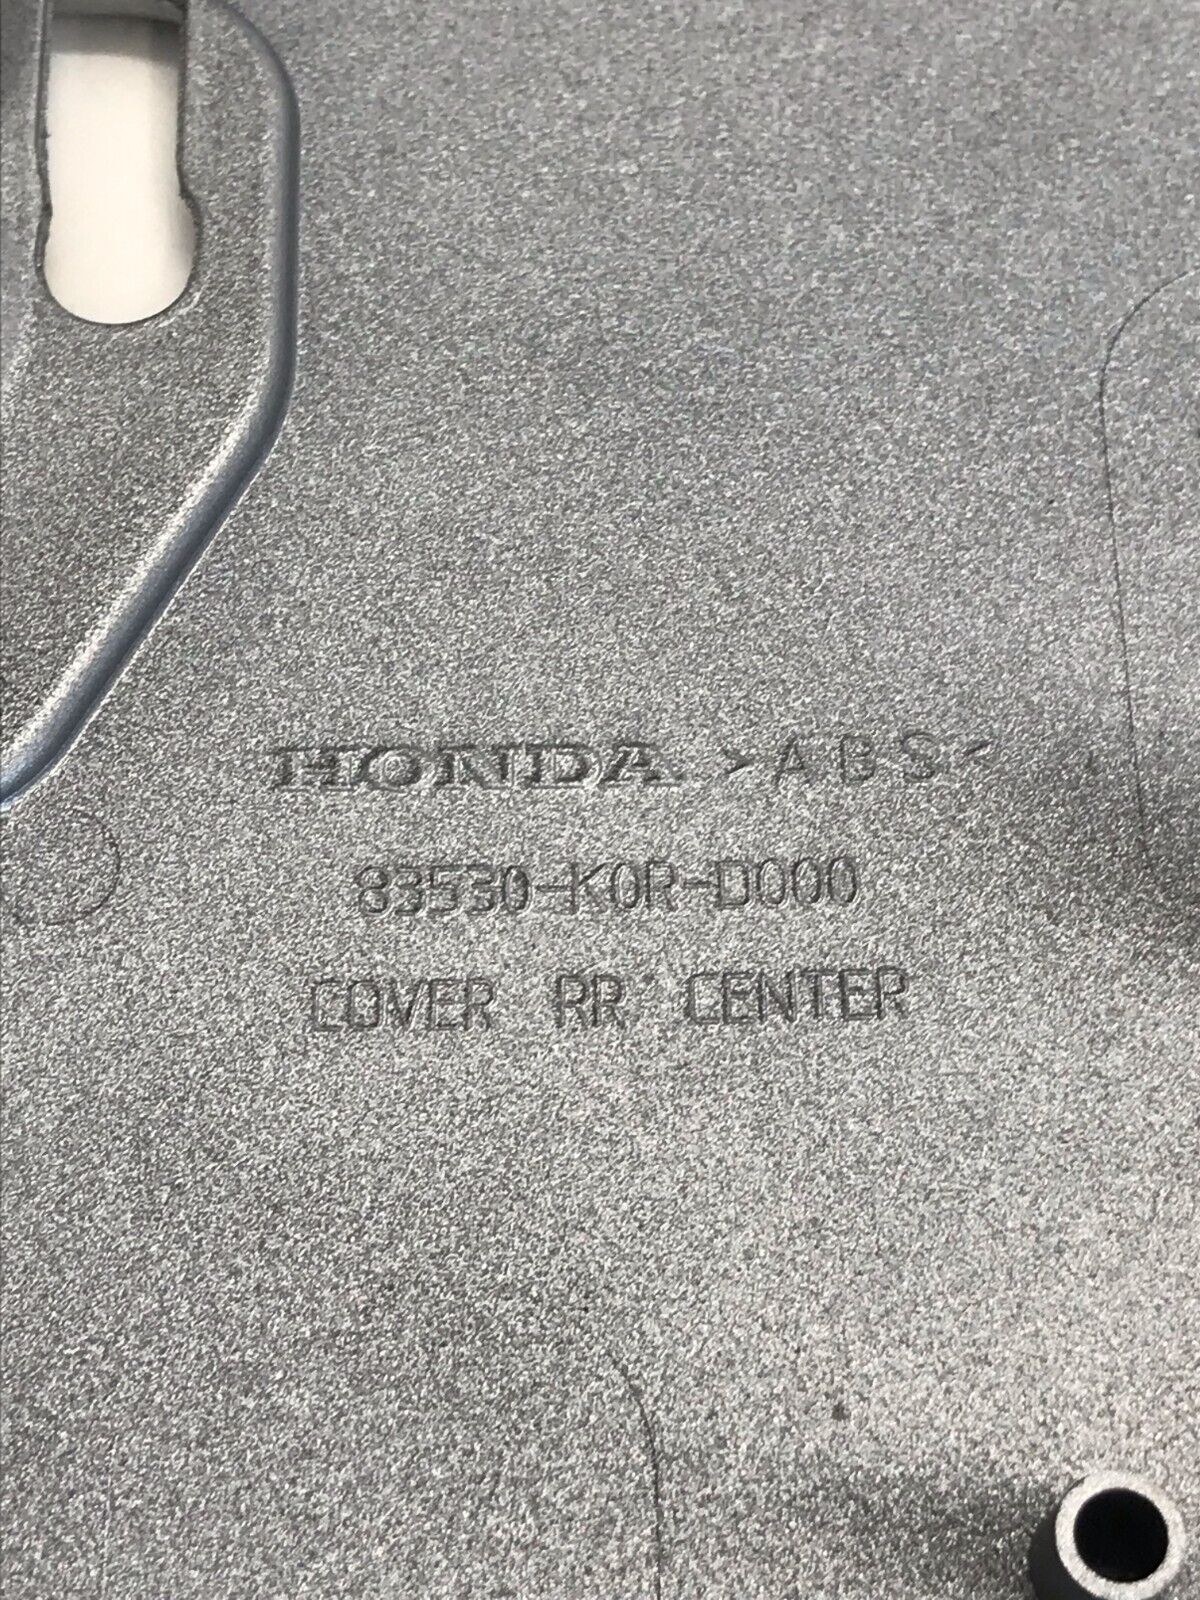 HONDA >ABS<
83530-K0R-D000
COVER RR CENTER